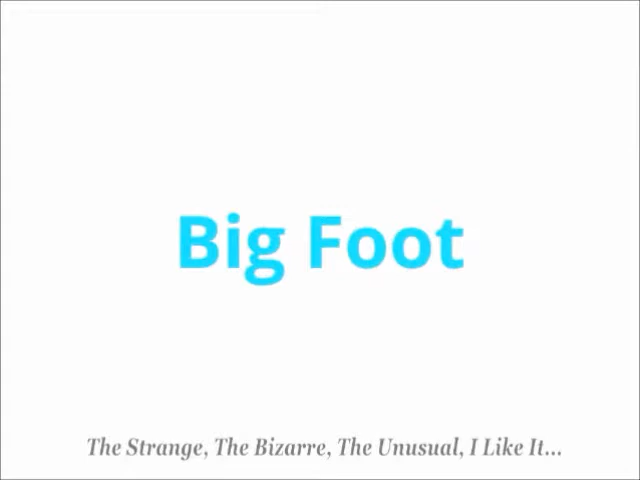 Big Foot
The Strange, The Bizarre, The Unusual, I Like It...